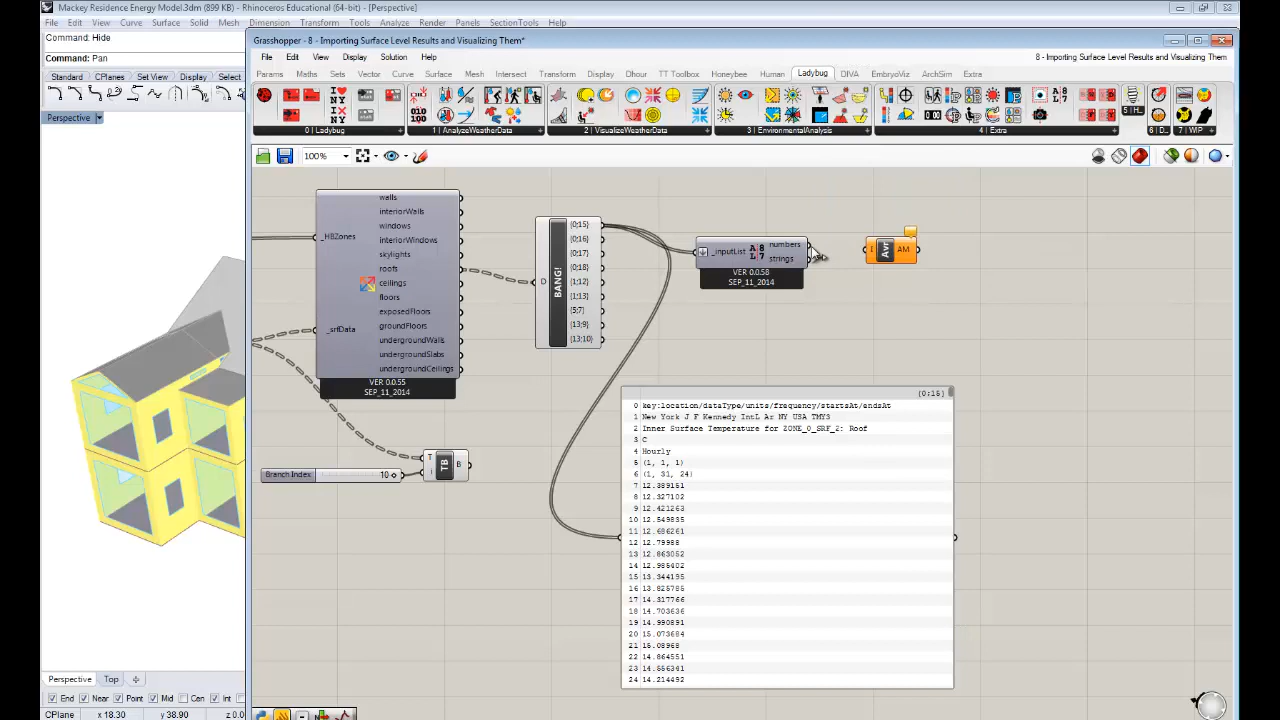 Mackey Residence Energy Model.3dm (899 KB) - Rhinoceros Educational (64-bit) - [Perspective]
File Edit View Curve Surface Solid Mesh Dimension Transform Tools Analyze Render Panels SectionTools Help
Command: Hide
Command: Pan
Standard CPlanes Set View Display Select
Perspective
Grasshopper - 8 - Importing Surface Level Results and Visualizing Them*
File Edit View Display Solution Help
8 - Importing Surface Level Results and Visualizing Them
Params Maths Sets Vector Curve Surface Mesh Intersect Transform Display Dhour TT Toolbox Honeybee Human Ladybug DIVA EmbryoViz ArchSim Extra
0 | Ladybug 1 | AnalyzeWeatherData 2 | VisualizeWeatherData 3 | EnvironmentalAnalysis 4 | Extra 6 | D... 7 | WIP
100%
walls
interiorWalls
windows
_HBZones
interiorWindows
skylights
roofs
ceilings
floors
exposedFloors
groundFloors
_srfData
undergroundWalls
undergroundSlabs
undergroundCeilings
VER 0.0.55
SEP_11_2014
BANG!
D
{0;15}
{0;16}
{0;17}
{0;18}
{1;12}
{1;13}
{5;7}
{13;9}
{13;10}
_inputList
numbers
strings
VER 0.0.58
SEP_11_2014
I Avr AM
Branch Index 10
T
i
TB
B
{0;15}
0 key:location/dataType/units/frequency/startsAt/endsAt
1 New York J F Kennedy IntL Ar NY USA TMY3
2 Inner Surface Temperature for ZONE_0_SRF_2: Roof
3 C
4 Hourly
5 (1, 1, 1)
6 (1, 31, 24)
7 12.389151
8 12.327102
9 12.421263
10 12.549835
11 12.686261
12 12.79988
13 12.863052
14 12.985402
15 13.344195
16 13.825785
17 14.317766
18 14.703636
19 14.990891
20 15.073684
21 15.08968
22 14.864551
23 14.556341
24 14.214492
Perspective Top
End Near Point Mid Cen Int
CPlane x 18.30 y 38.90 z 0.0